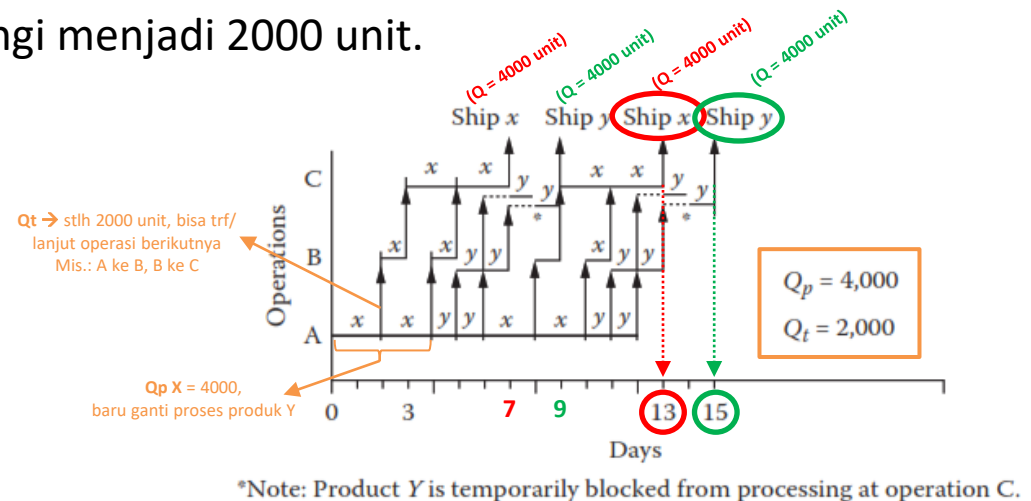 ngi menjadi 2000 unit.
(Q = 4000 unit)
(Q = 4000 unit)
(Q = 4000 unit)
(Q = 4000 unit)
Ship x
Ship y
Ship x
Ship y
C
x
x
y
y
x
x
y
y
*
*
Qt → stlh 2000 unit, bisa trf/
lanjut operasi berikutnya
Mis.: A ke B, B ke C
Operations
B
x
x
y
y
x
y
y
A
x
x
y
y
x
x
y
y
Qp = 4,000
Qt = 2,000
Qp X = 4000,
baru ganti proses produk Y
0
3
7
9
13
15
Days
*Note: Product Y is temporarily blocked from processing at operation C.